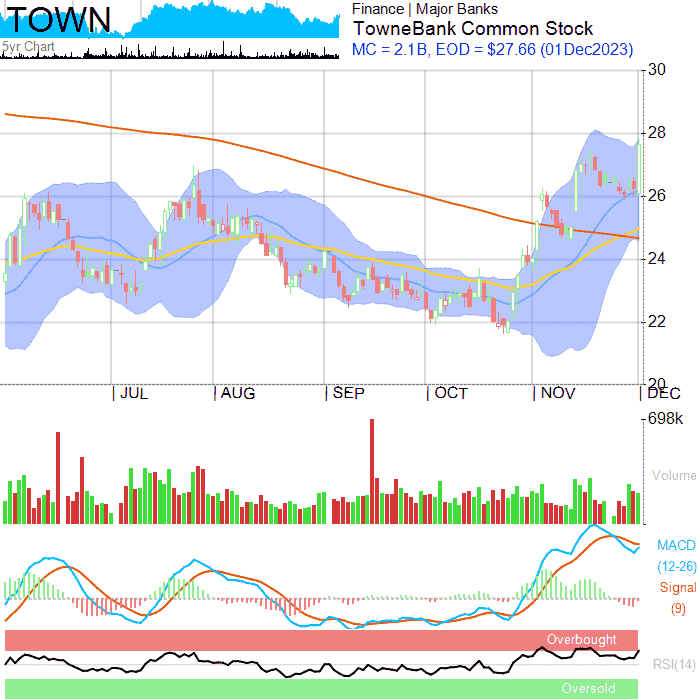 TOWN
Finance | Major Banks
TowneBank Common Stock
5yr Chart
MC = 2.1B, EOD = $27.66 (01Dec2023)
30
28
26
24
22
20
| JUL
| AUG
| SEP
| OCT
| NOV
| DEC
698k
Volume
MACD
(12-26)
Signal
(9)
Overbought
RSI(14)
Oversold